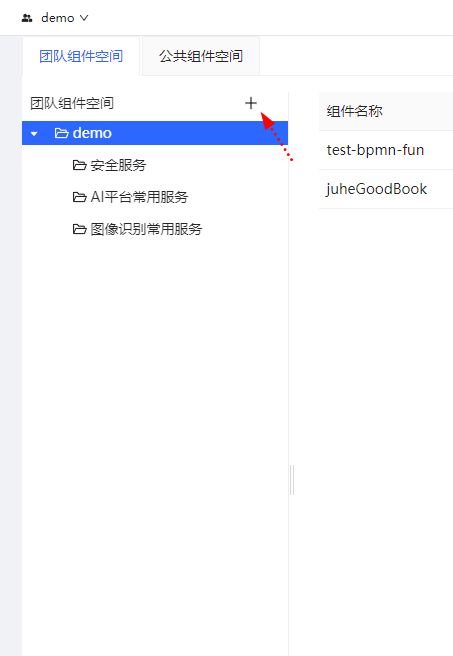 demo
团队组件空间 公共组件空间
团队组件空间
demo
安全服务
AI平台常用服务
图像识别常用服务
组件名称
test-bpmn-fun
juheGoodBook